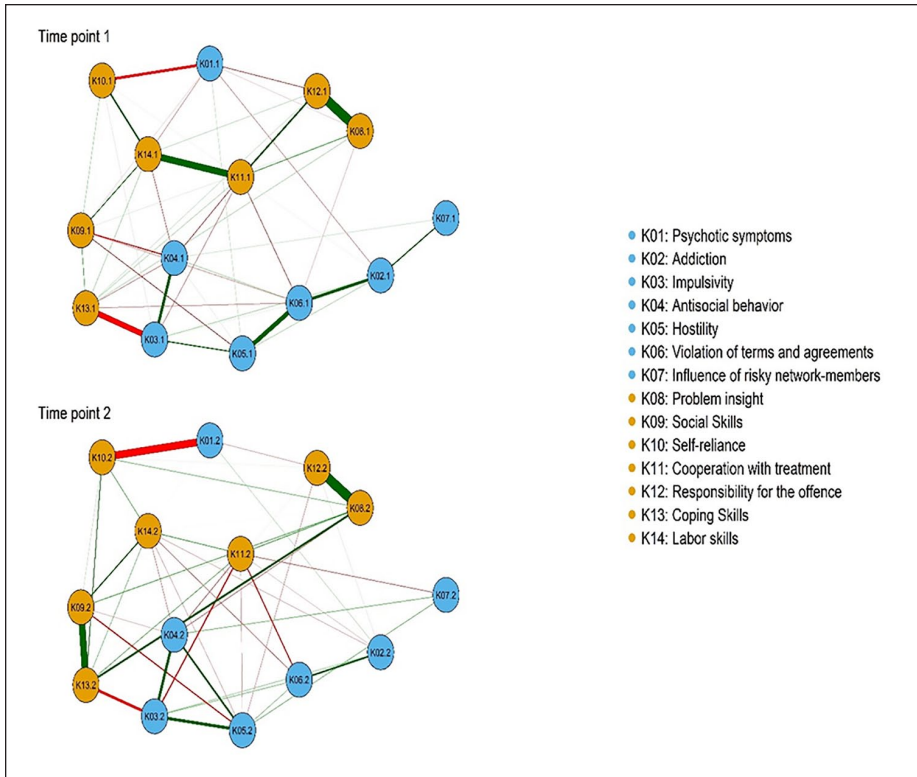 Time point 1
K01.1
K10.1
K12.1
K08.1
K14.1
K11.1
K07.1
K09.1
K04.1
K02.1
K06.1
K13.1
K03.1
K05.1
K01: Psychotic symptoms
K02: Addiction
K03: Impulsivity
K04: Antisocial behavior
K05: Hostility
K06: Violation of terms and agreements
K07: Influence of risky network-members
K08: Problem insight
K09: Social Skills
K10: Self-reliance
K11: Cooperation with treatment
K12: Responsibility for the offence
K13: Coping Skills
K14: Labor skills
Time point 2
K01.2
K10.2
K12.2
K08.2
K14.2
K11.2
K07.2
K09.2
K04.2
K02.2
K06.2
K13.2
K03.2
K05.2